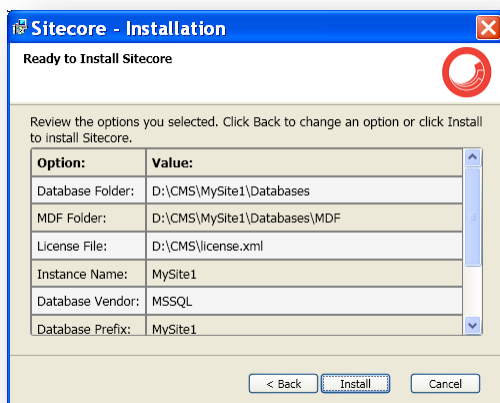 Sitecore - Installation
Ready to Install Sitecore
Review the options you selected. Click Back to change an option or click Install
to install Sitecore.
Option: Value:
Database Folder: D:\CMS\MySite1\Databases
MDF Folder: D:\CMS\MySite1\Databases\MDF
License File: D:\CMS\license.xml
Instance Name: MySite1
Database Vendor: MSSQL
Database Prefix: MySite1
< Back Install Cancel